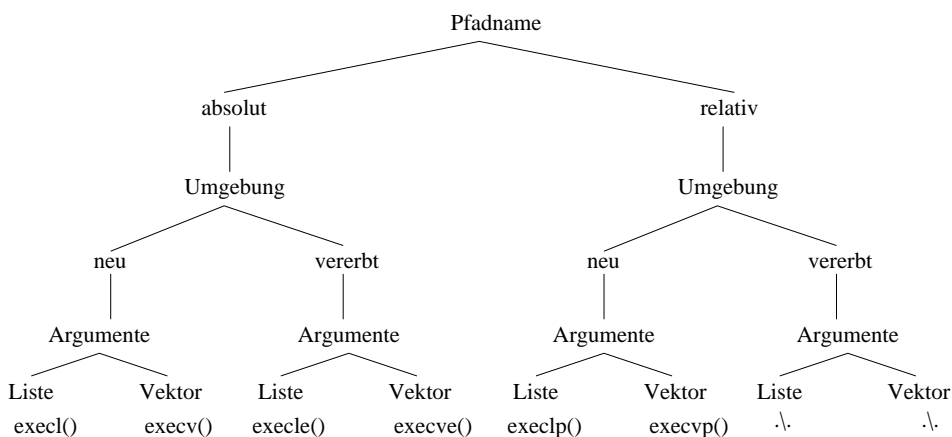 Pfadname
absolut relativ
Umgebung Umgebung
neu vererbt neu vererbt
Argumente Argumente Argumente Argumente
Liste Vektor Liste Vektor Liste Vektor Liste Vektor
execl() execv() execle() execve() execlp() execvp() .\. .\.